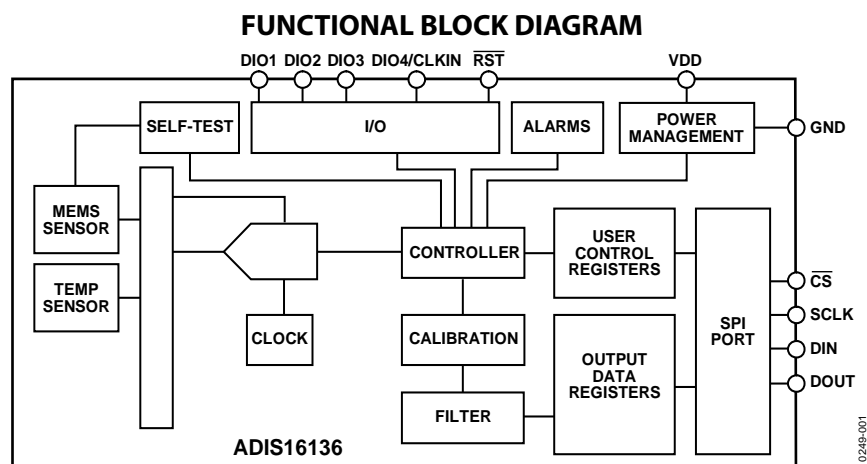 FUNCTIONAL BLOCK DIAGRAM
DIO1 DIO2 DIO3 DIO4/CLKIN RST VDD
SELF-TEST
I/O
ALARMS
POWER
MANAGEMENT
GND
MEMS
SENSOR
TEMP
SENSOR
CLOCK
CONTROLLER
CALIBRATION
FILTER
USER
CONTROL
REGISTERS
OUTPUT
DATA
REGISTERS
SPI
PORT
CS
SCLK
DIN
DOUT
ADIS16136
0249-001